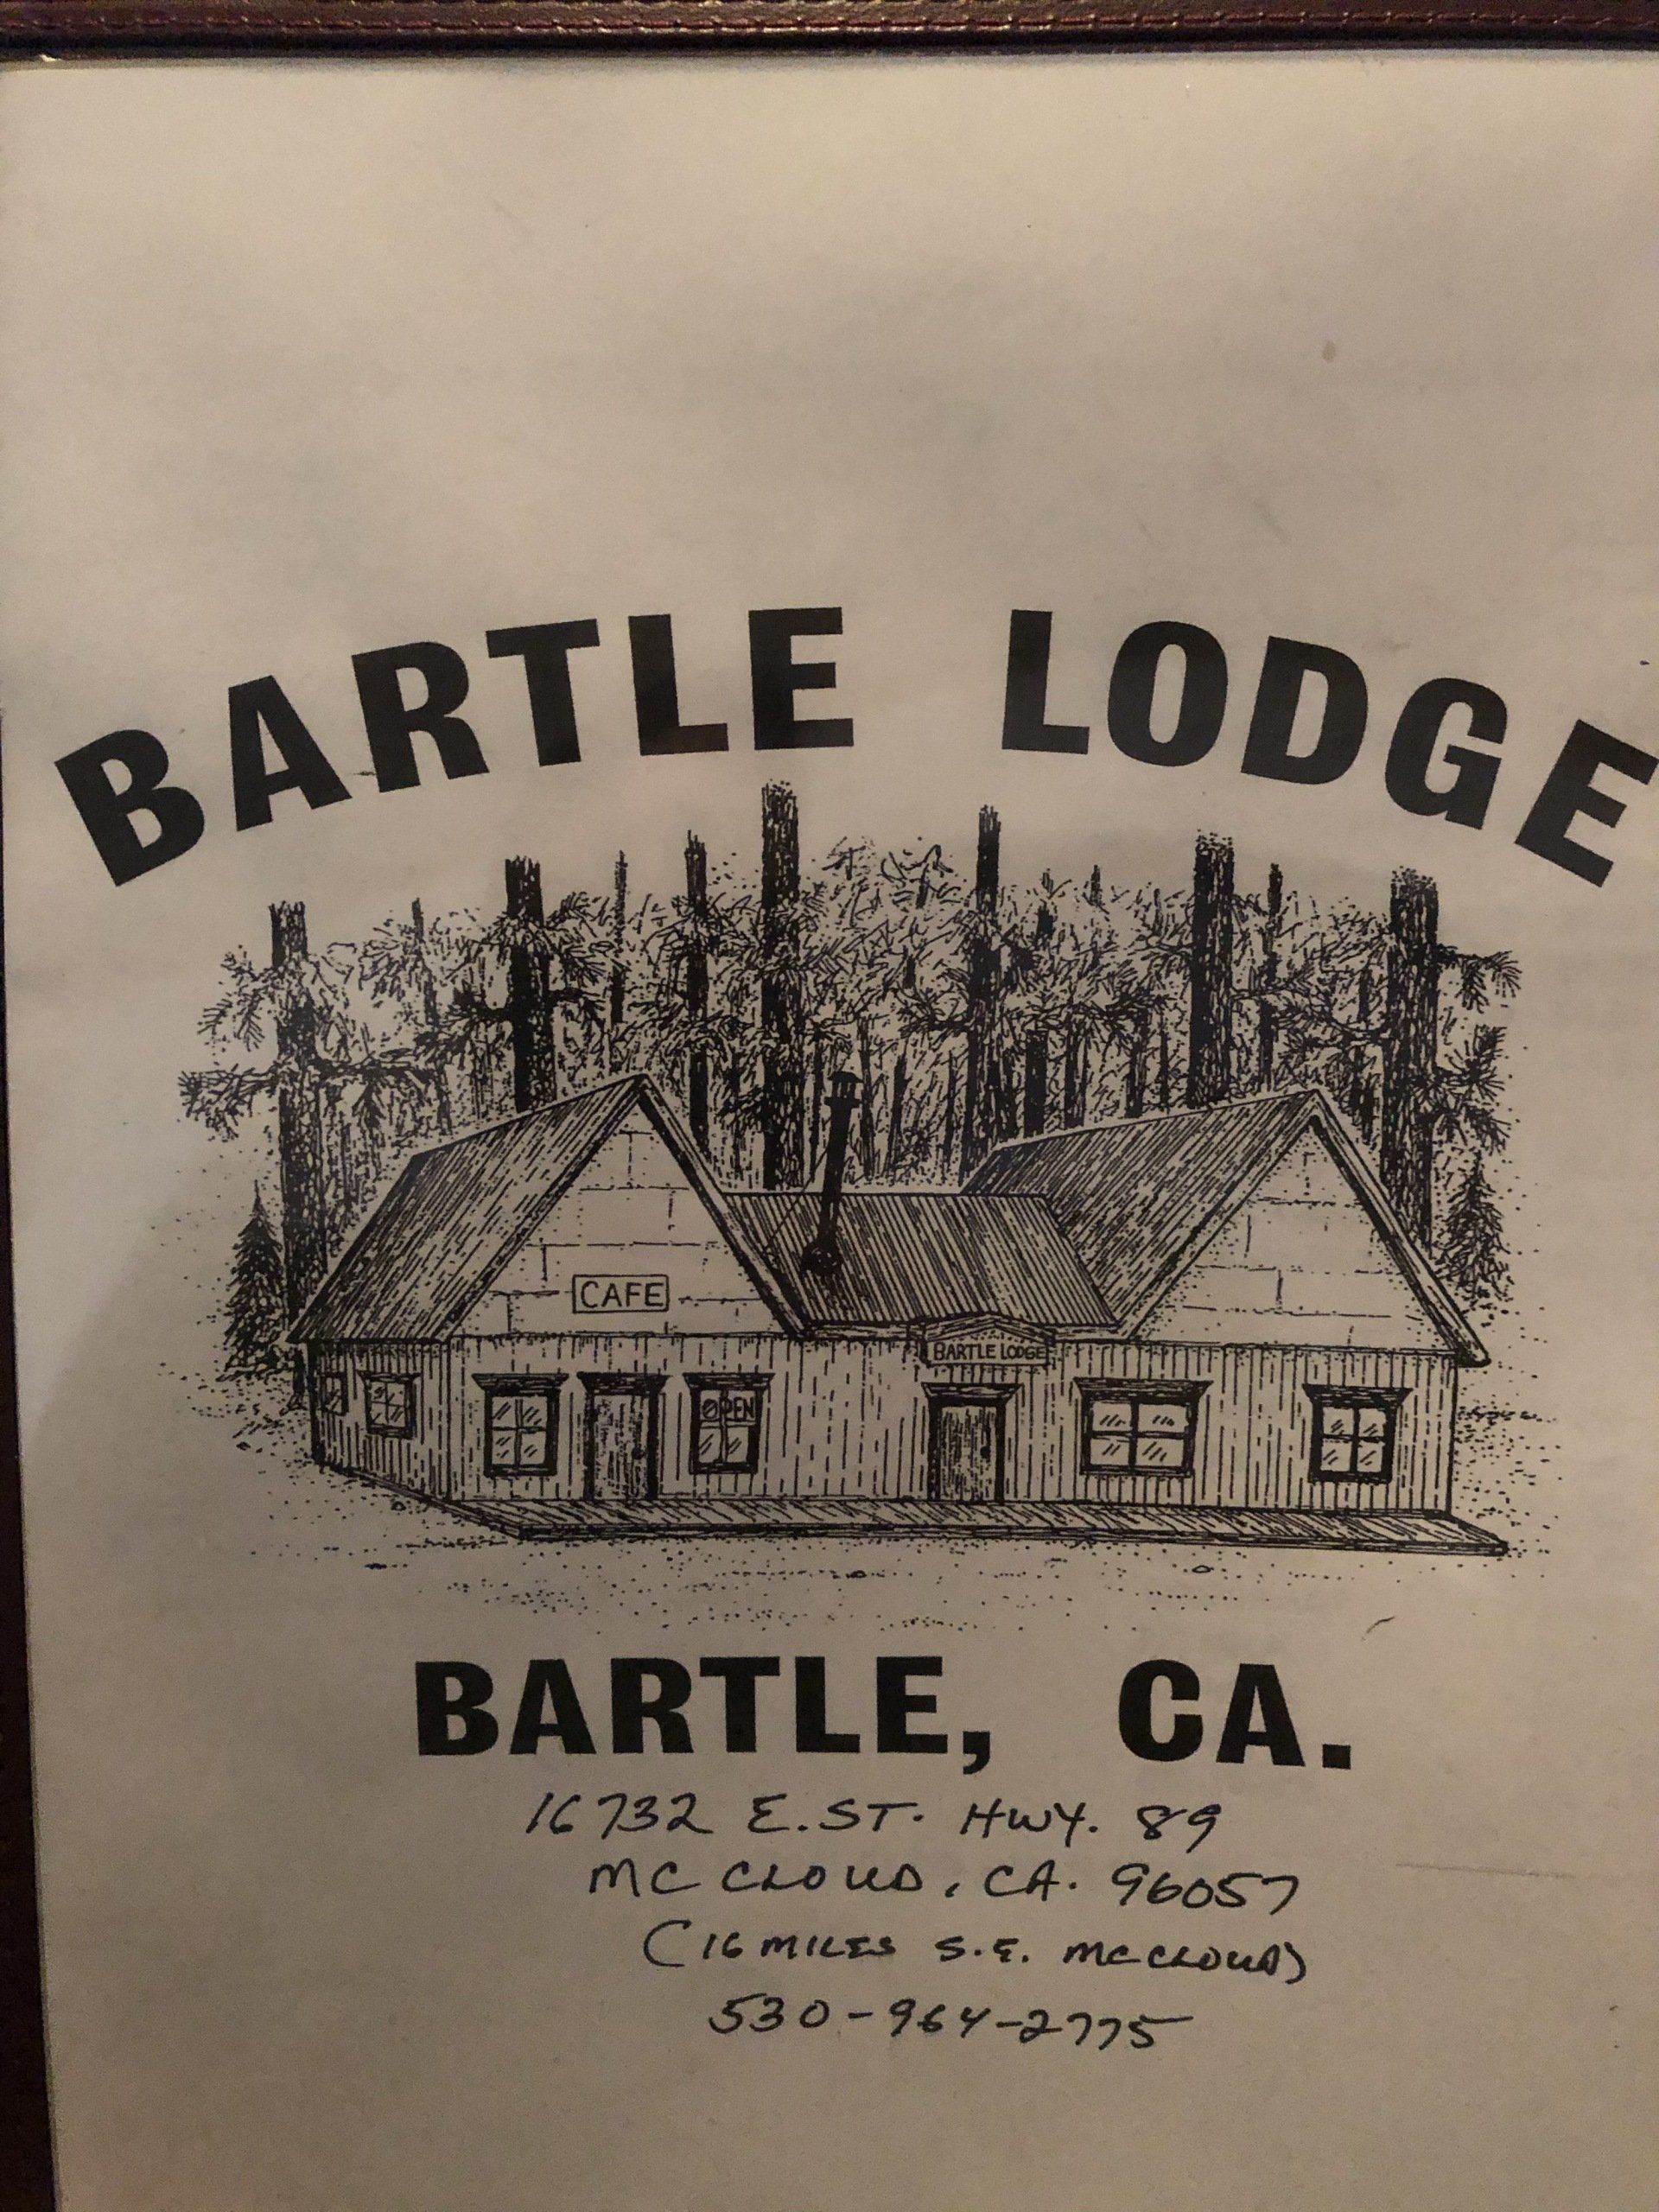 BARTLE LODGE
CAFE
BARTLE LODGE
OPEN
BARTLE, CA.
16732 E. ST. HWY. 89
MC CLOUD, CA. 96057
(16 MILES S.E. MCCLOUD)
530-964-2775